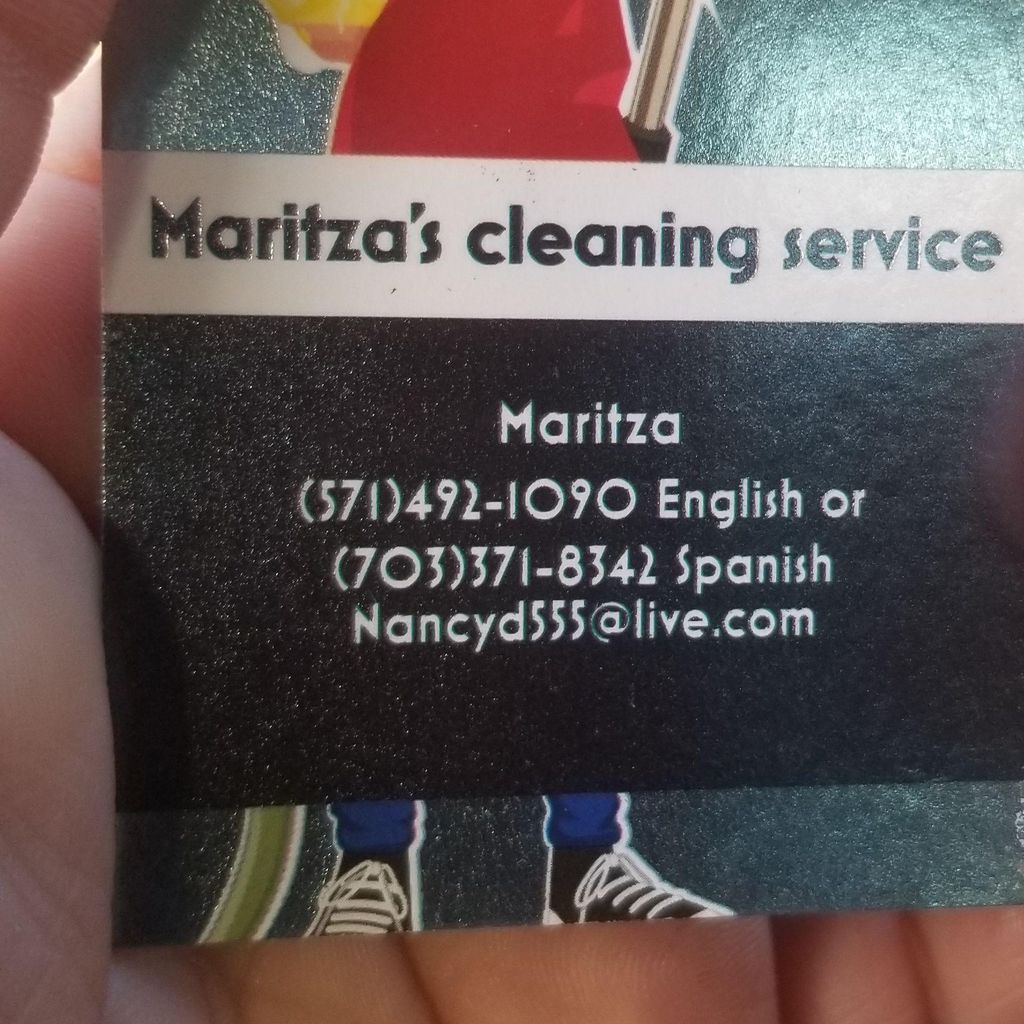 Maritza's cleaning service
Maritza
(571)492-1090 English or
(703)371-8342 Spanish
Nancyd555@live.com